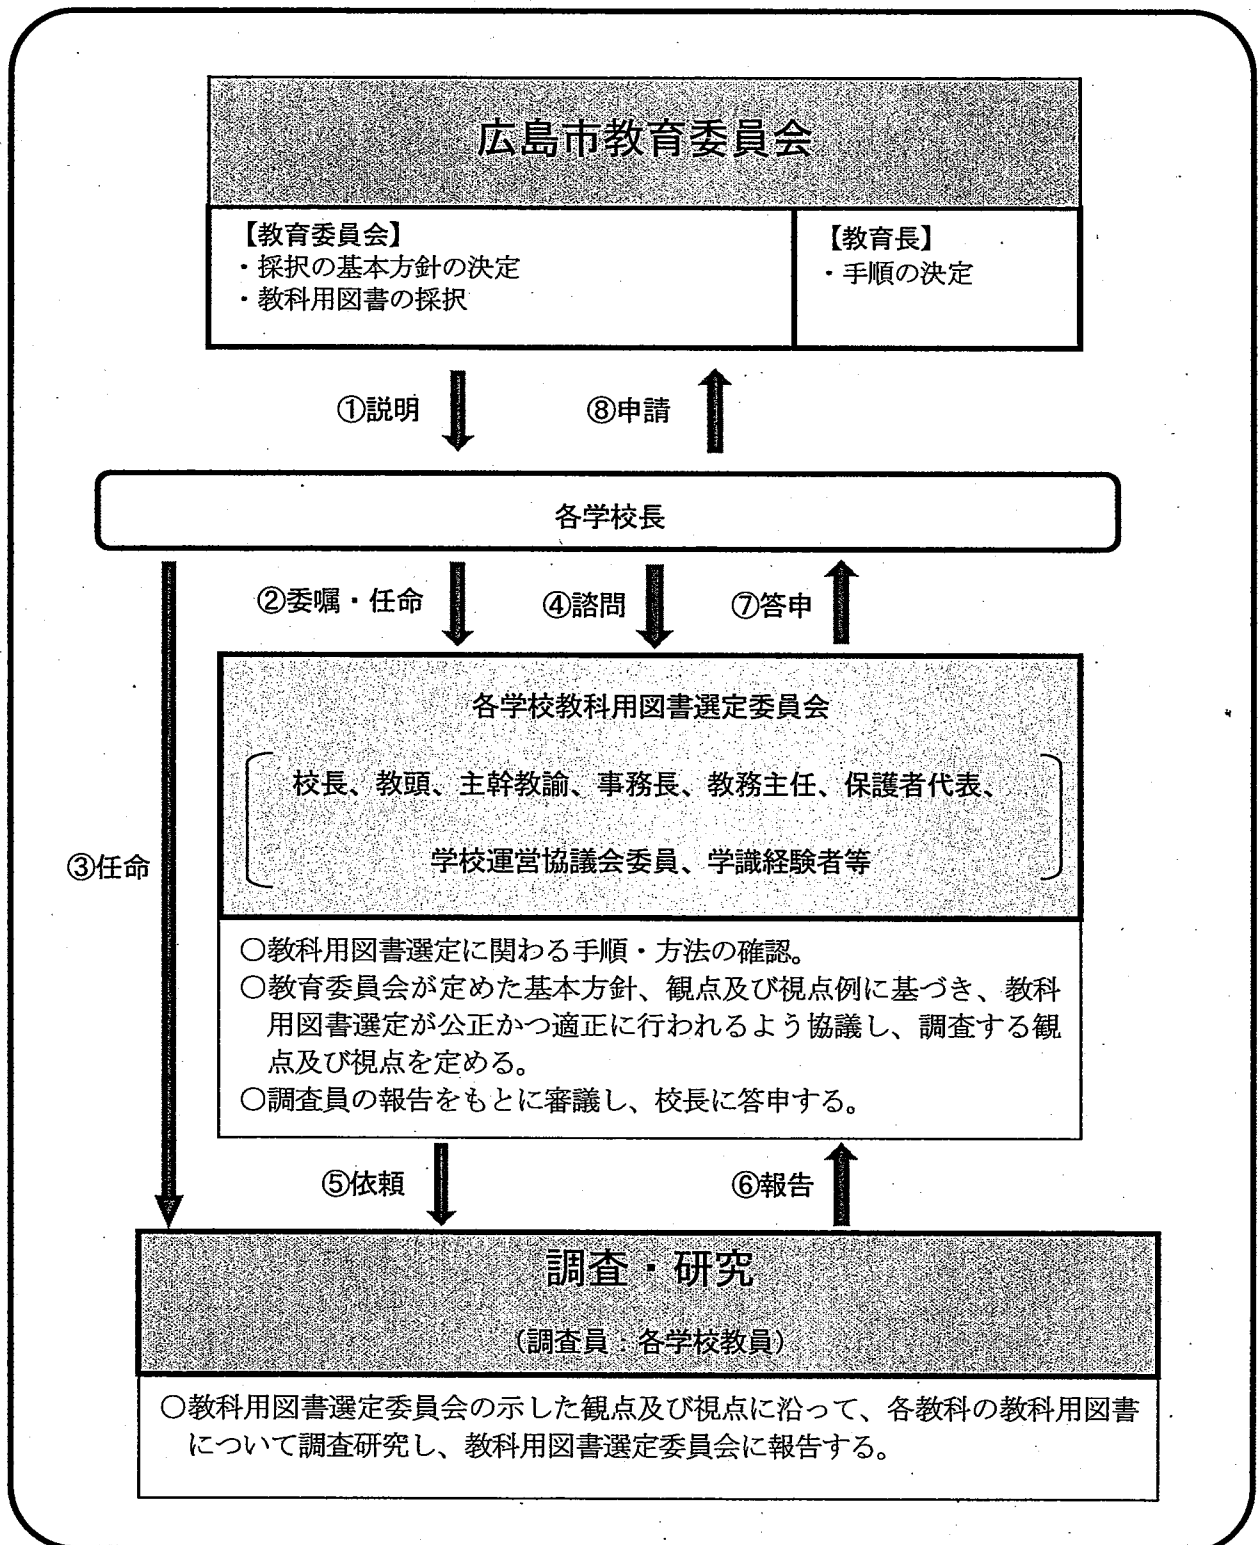 広島市教育委員会
【教育委員会】
・採択の基本方針の決定
・教科用図書の採択
【教育長】
・手順の決定
①説明
⑧申請
各学校長
②委嘱・任命
④諮問
⑦答申
各学校教科用図書選定委員会
校長、教頭、主幹教諭、事務長、教務主任、保護者代表、
学校運営協議会委員、学識経験者等
③任命
○教科用図書選定に関わる手順・方法の確認。
○教育委員会が定めた基本方針、観点及び視点例に基づき、教科
用図書選定が公正かつ適正に行われるよう協議し、調査する観
点及び視点を定める。
○調査員の報告をもとに審議し、校長に答申する。
⑤依頼
⑥報告
調査・研究
(調査員：各学校教員)
○教科用図書選定委員会の示した観点及び視点に沿って、各教科の教科用図書
について調査研究し、教科用図書選定委員会に報告する。